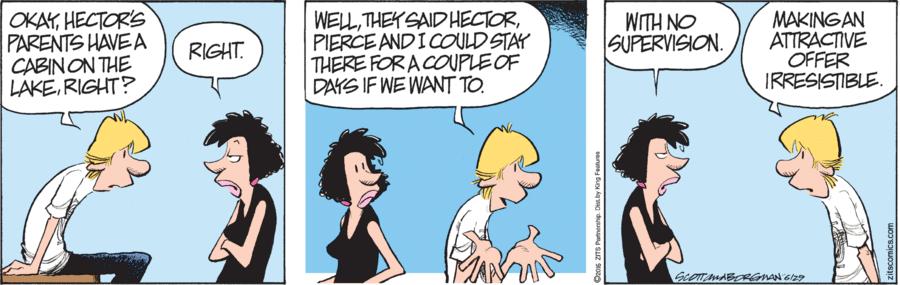 OKAY, HECTOR'S
PARENTS HAVE A
CABIN ON THE
LAKE, RIGHT?
RIGHT.
WELL, THEY SAID HECTOR,
PIERCE AND I COULD STAY
THERE FOR A COUPLE OF
DAYS IF WE WANT TO.
©2016 ZITS Partnership. Dist. by King Features
WITH NO
SUPERVISION.
MAKING AN
ATTRACTIVE
OFFER
IRRESISTIBLE.
SCOTT AND BORGMAN 6/29
zitscomics.com